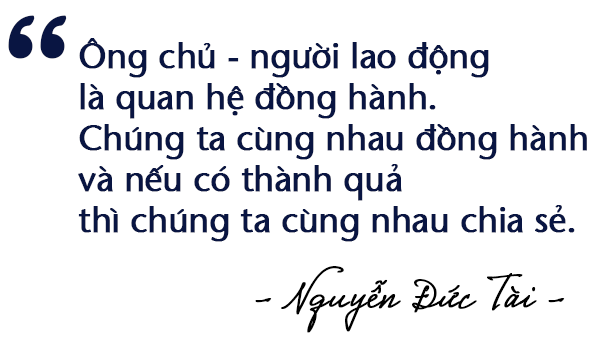 “
Ông chủ - người lao động
là quan hệ đồng hành.
Chúng ta cùng nhau đồng hành
và nếu có thành quả
thì chúng ta cùng nhau chia sẻ.
- Nguyễn Đức Tài -